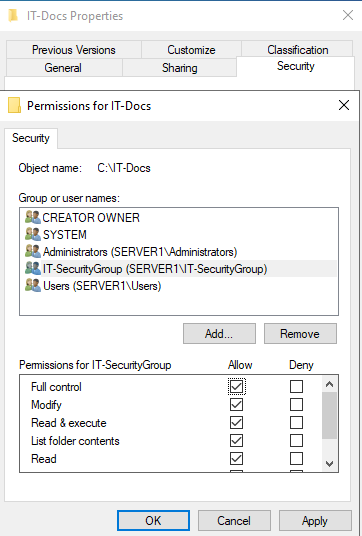 IT-Docs Properties
Previous Versions Customize Classification
General Sharing Security
Permissions for IT-Docs
Security
Object name: C:\IT-Docs
Group or user names:
CREATOR OWNER
SYSTEM
Administrators (SERVER1\Administrators)
IT-SecurityGroup (SERVER1\IT-SecurityGroup)
Users (SERVER1\Users)
Add... Remove
Permissions for IT-SecurityGroup Allow Deny
Full control
Modify
Read & execute
List folder contents
Read
OK Cancel Apply